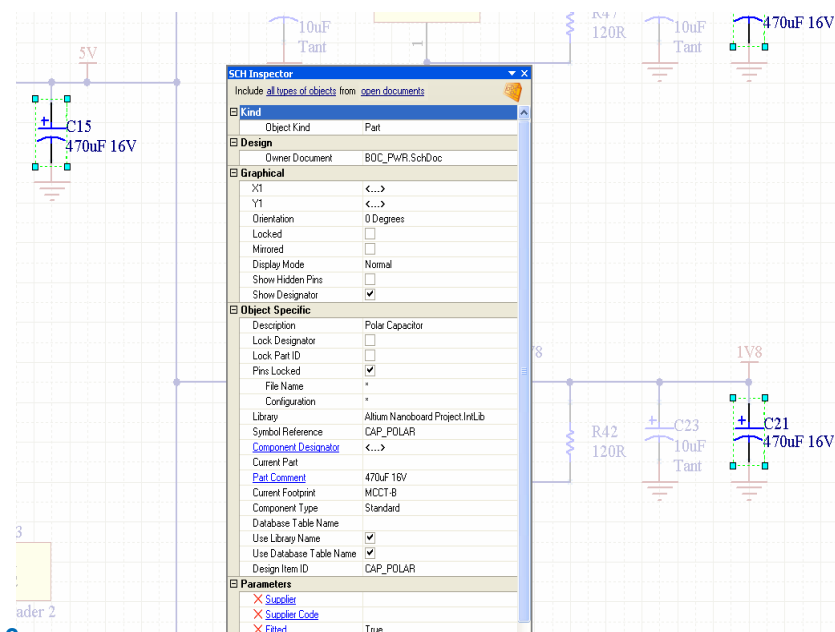 R47
10uF
120R
Tant
10uF
Tant
470uF 16V
5V
C15
470uF 16V
SCH Inspector
Include all types of objects from open documents
Kind
Object Kind Part
Design
Owner Document BOC_PWR.SchDoc
Graphical
X1 <...>
Y1 <...>
Orientation 0 Degrees
Locked
Mirrored
Display Mode Normal
Show Hidden Pins
Show Designator
Object Specific
Description Polar Capacitor
Lock Designator
Lock Part ID
Pins Locked
File Name *
Configuration *
Library Altium Nanoboard Project.IntLib
Symbol Reference CAP_POLAR
Component Designator <...>
Current Part
Part Comment 470uF 16V
Current Footprint MCCT-B
Component Type Standard
Database Table Name
Use Library Name
Use Database Table Name
Design Item ID CAP_POLAR
Parameters
Supplier
Supplier Code
Fitted True
1V8
R42
120R
C23
10uF
Tant
C21
470uF 16V
3
ader 2